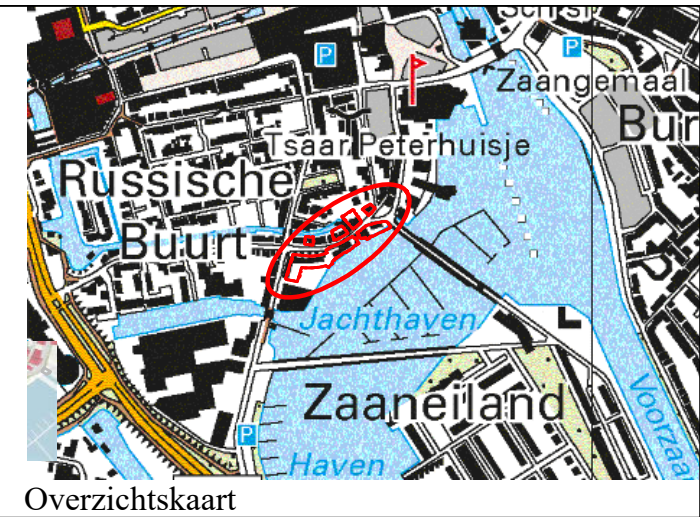 P
P
Zaangemaal
Bur
Tsaar Peterhuisje
Russische
Buurt
Jachthaven
Zaaneiland
Voorzaa
P
Haven
Overzichtskaart